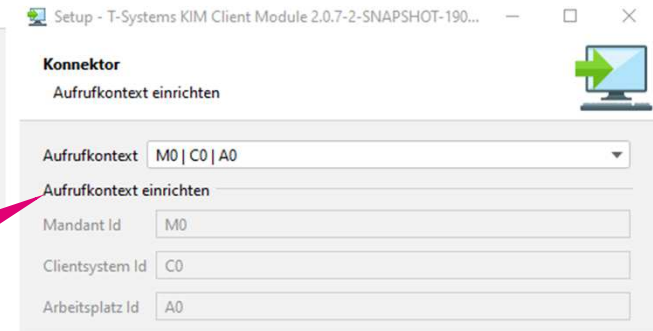 Setup - T-Systems KIM Client Module 2.0.7-2-SNAPSHOT-190...
Konnektor
Aufrufkontext einrichten
Aufrufkontext M0 | C0 | A0
Aufrufkontext einrichten
Mandant Id M0
Clientsystem Id C0
Arbeitsplatz Id A0